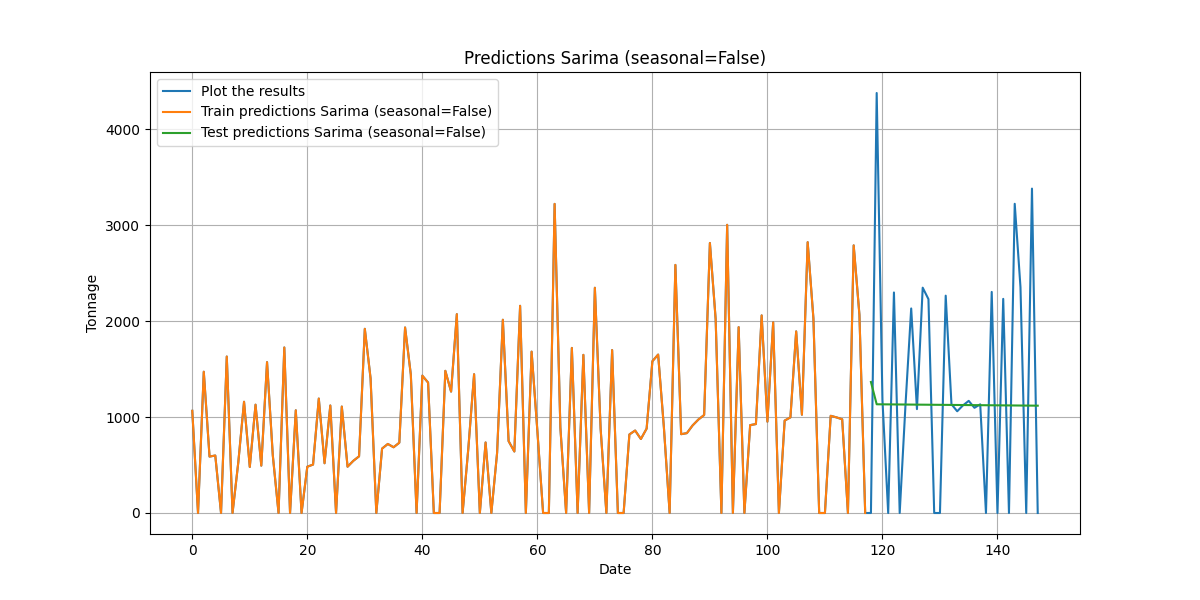 Predictions Sarima (seasonal=False)
Plot the results
Train predictions Sarima (seasonal=False)
Test predictions Sarima (seasonal=False)
4000
3000
2000
1000
0
Tonnage
0 20 40 60 80 100 120 140
Date